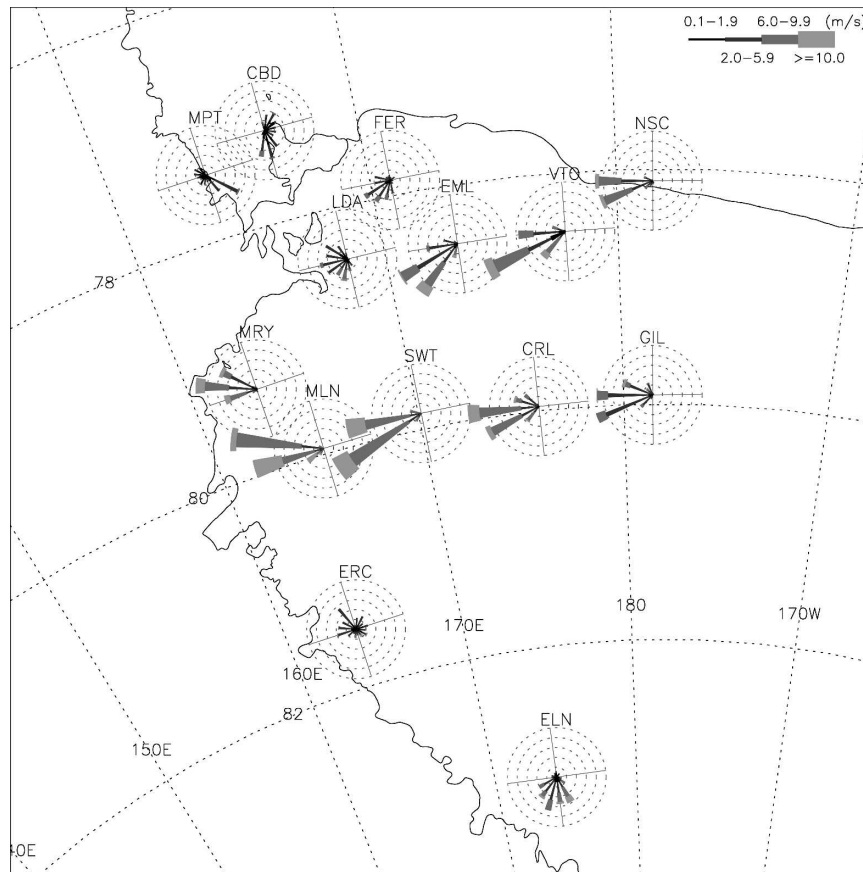 0.1-1.9 6.0-9.9 (m/s)
2.0-5.9 >=10.0
CBD
MPT
FER
NSC
VTO
EML
LDA
78
MRY
SWT
CRL
GIL
MLN
80
ERC
170E
180
170W
160E
82
ELN
150E
40E